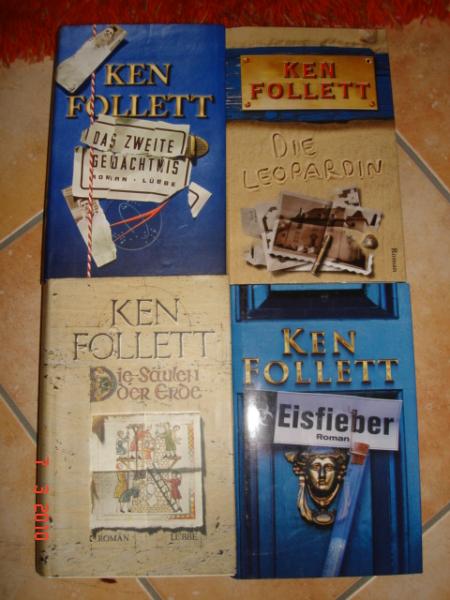 KEN
FOLLETT
DAS ZWEITE
GEDÄCHTNIS
ROMAN · LÜBBE
KEN
FOLLETT
DIE
LEOPARDIN
Roman
KEN
FOLLETT
Die Säulen
DER ERDE
ROMAN LÜBBE
KEN
FOLLETT
Eisfieber
Roman
7 3 2010